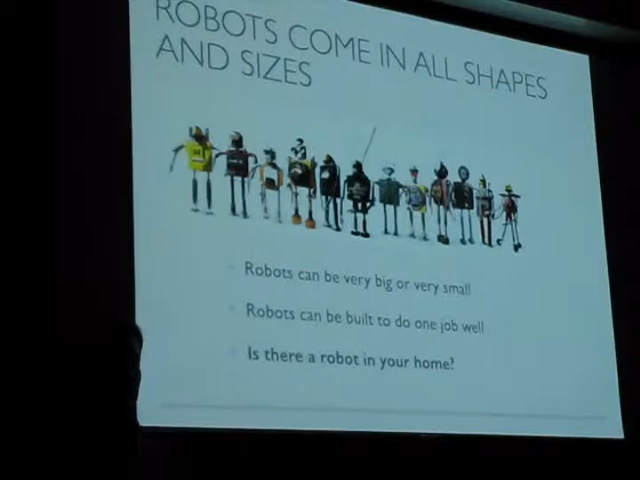 ROBOTS COME IN ALL SHAPES
AND SIZES
Robots can be very big or very small
Robots can be built to do one job well
Is there a robot in your home?